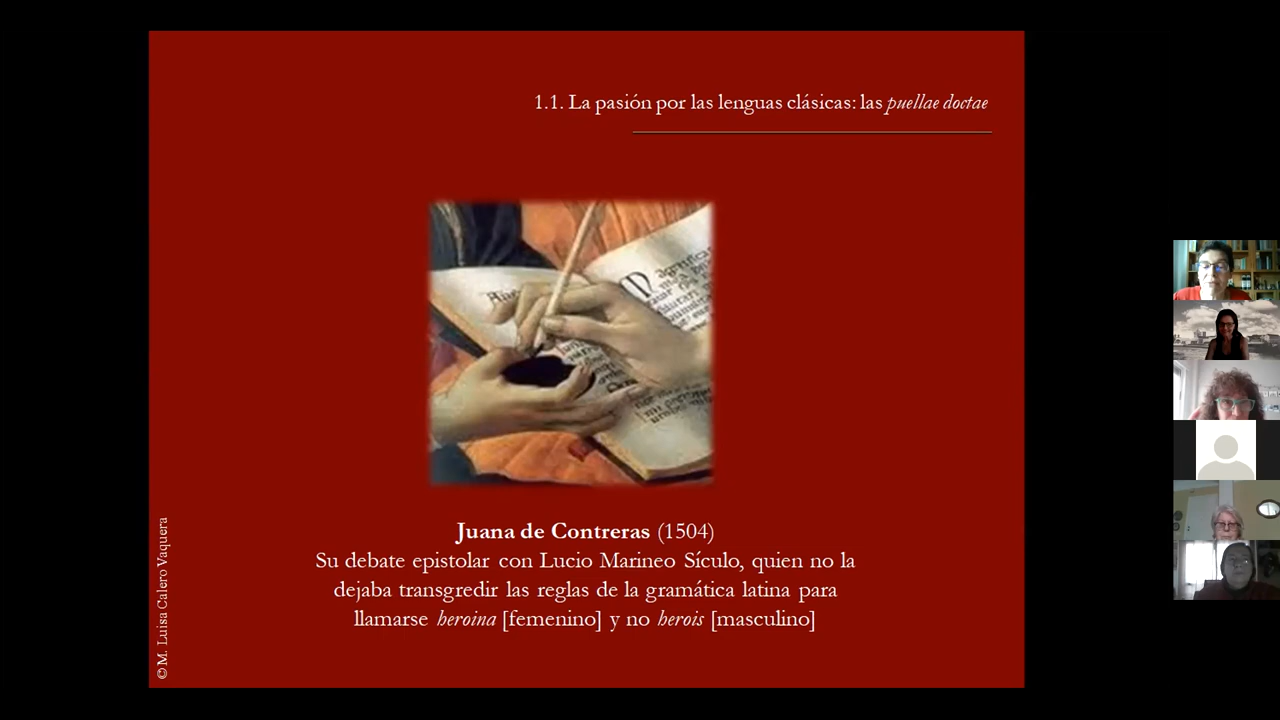 1.1. La pasión por las lenguas clásicas: las puellae doctae
Juana de Contreras (1504)
Su debate epistolar con Lucio Marineo Sículo, quien no la
dejaba transgredir las reglas de la gramática latina para
llamarse heroina [femenino] y no herois [masculino]
© M. Luisa Calero Vaquera